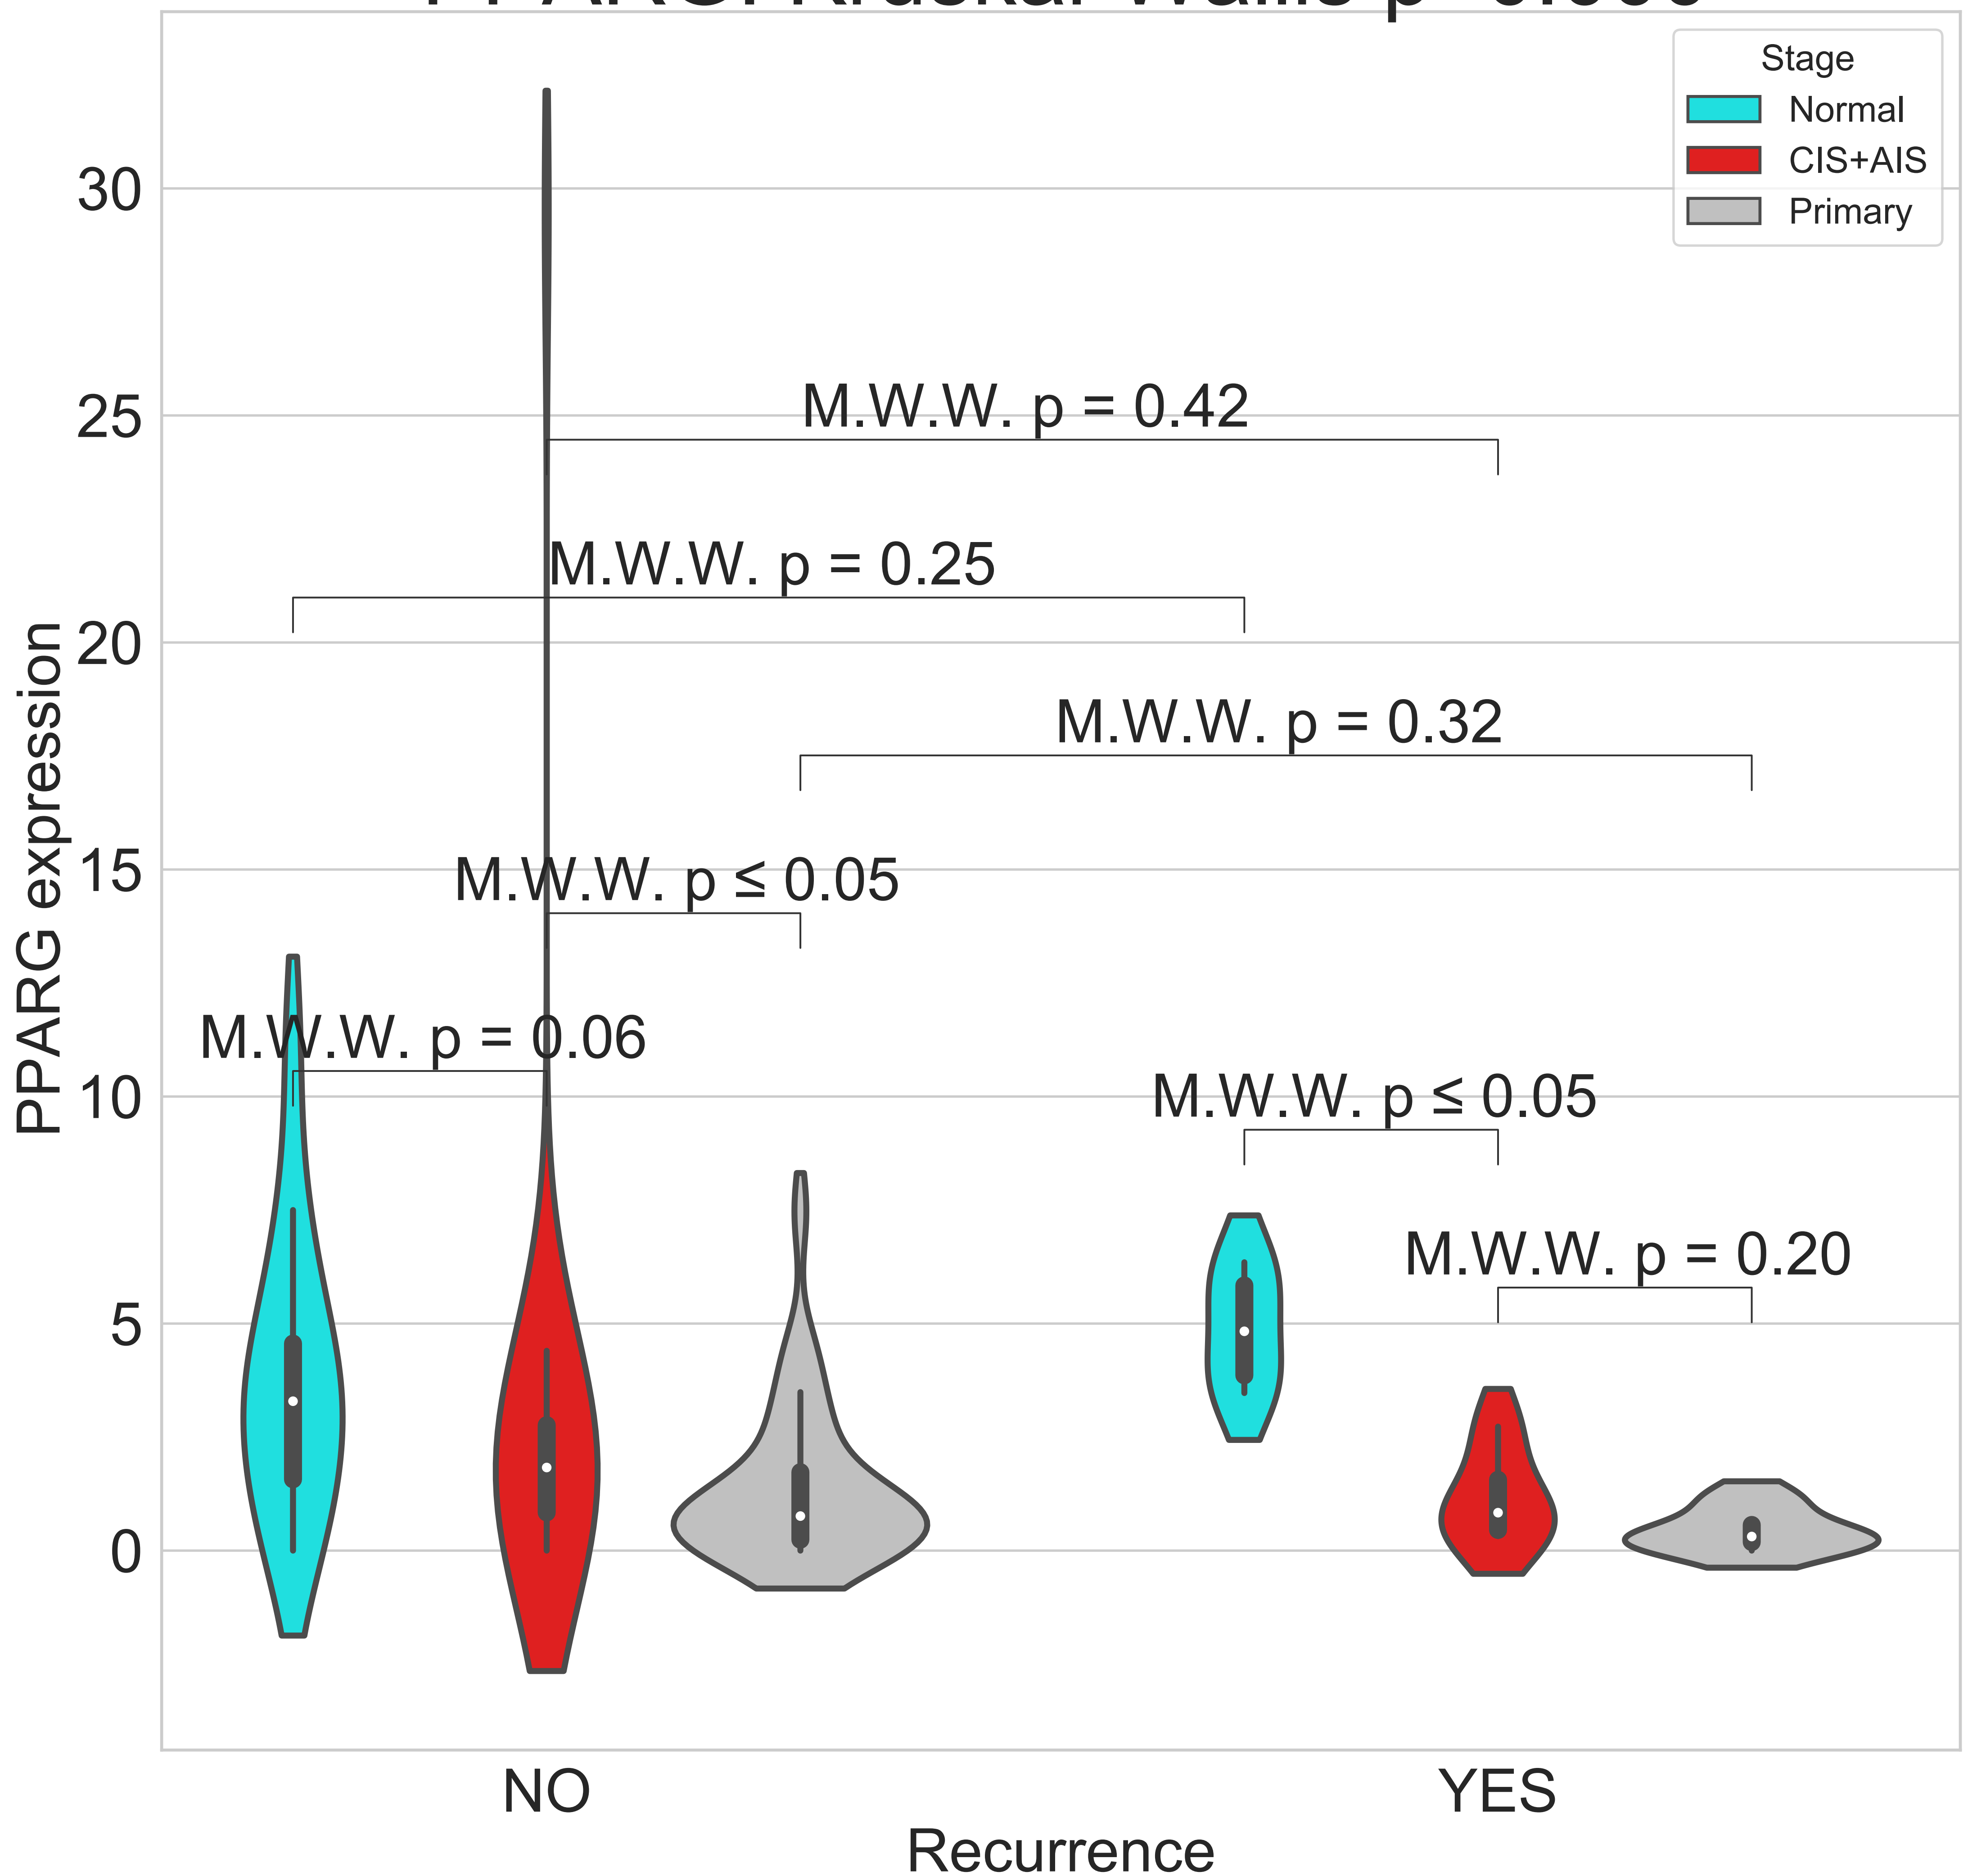 Stage
Normal
CIS+AIS
Primary
30
25
20
15
10
5
0
PPARG expression
M.W.W. p = 0.42
M.W.W. p = 0.25
M.W.W. p = 0.32
M.W.W. p ≤ 0.05
M.W.W. p = 0.06
M.W.W. p ≤ 0.05
M.W.W. p = 0.20
NO
YES
Recurrence